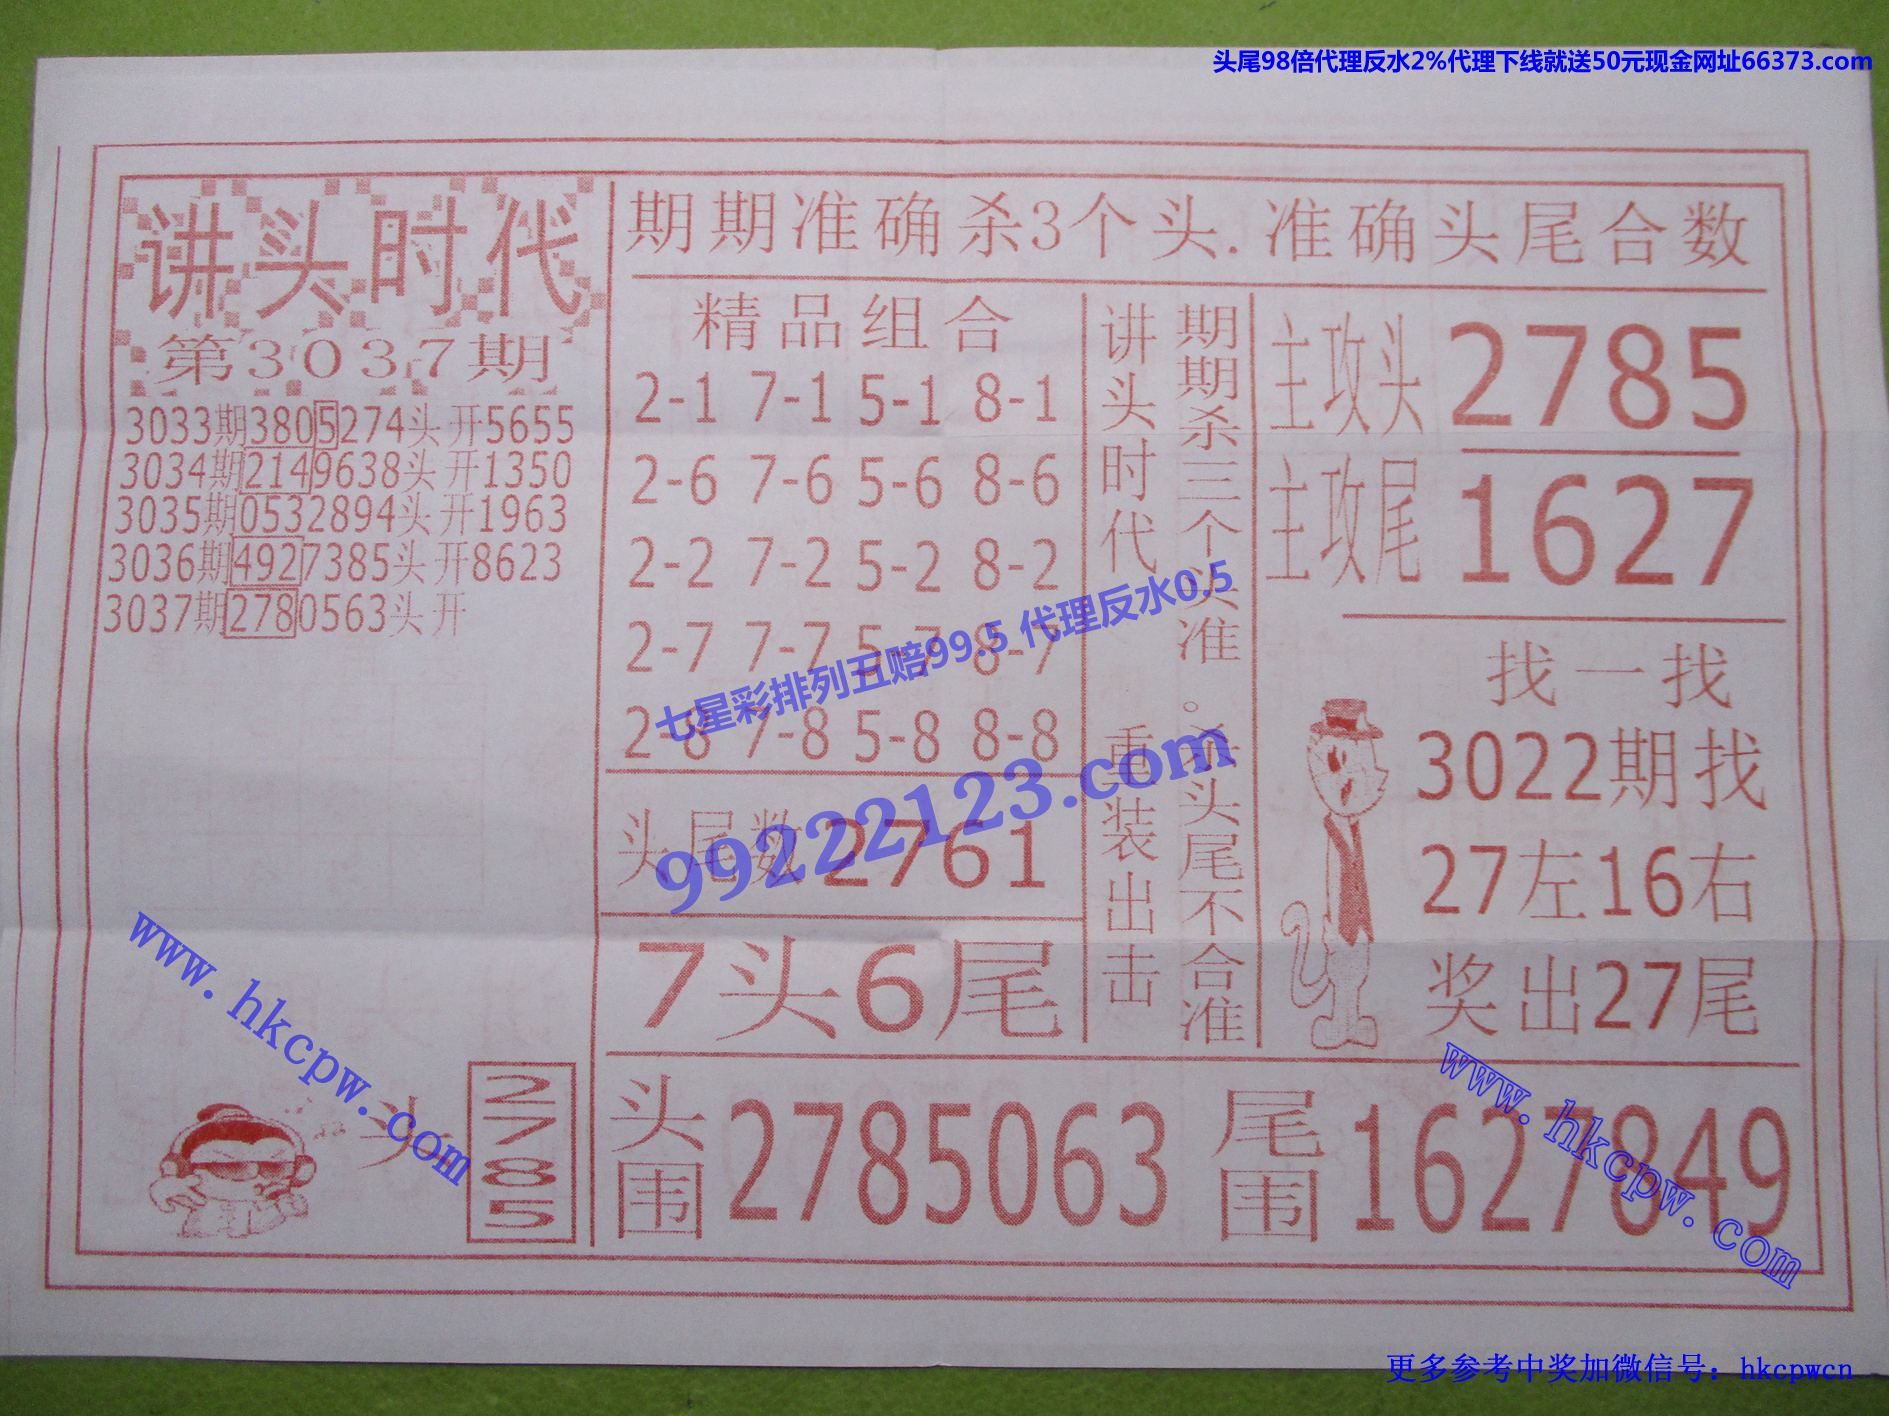 头尾98倍代理反水2%代理下线就送50元现金网址66373.com
讲头时代
第3037期
3033期3805274头开5655
3034期2149638头开1350
3035期0532894头开1963
3036期4927385头开8623
3037期2780563头开
头
2785
期期准确杀3个头.准确头尾合数
精品组合
2-1 7-1 5-1 8-1
2-6 7-6 5-6 8-6
2-2 7-2 5-2 8-2
2-7 7-7 5-7 8-7
2-8 7-8 5-8 8-8
头尾数2761
7头6尾
讲头时代、重装出击
期期杀三个头准。杀头尾不合准
主攻头 2785
主攻尾 1627
找一找
3022期找
27左16右
奖出27尾
头围2785063 尾围1627849
七星彩排列五赔99.5 代理反水0.5
99222123.com
www.hkcpw.com
www.hkcpw.com
更多参考中奖加微信号：hkcpwcn